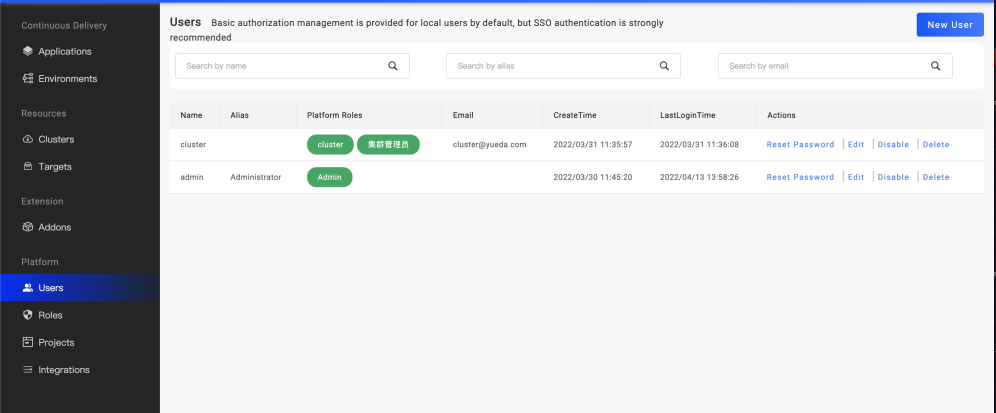 Continuous Delivery
Applications
Environments
Resources
Clusters
Targets
Extension
Addons
Platform
Users
Roles
Projects
Integrations
Users Basic authorization management is provided for local users by default, but SSO authentication is strongly
recommended
New User
Search by name Search by alias Search by email
Name Alias Platform Roles Email CreateTime LastLoginTime Actions
cluster cluster 集群管理员 cluster@yueda.com 2022/03/31 11:35:57 2022/03/31 11:36:08 Reset Password Edit Disable Delete
admin Administrator Admin 2022/03/30 11:45:20 2022/04/13 13:58:26 Reset Password Edit Disable Delete